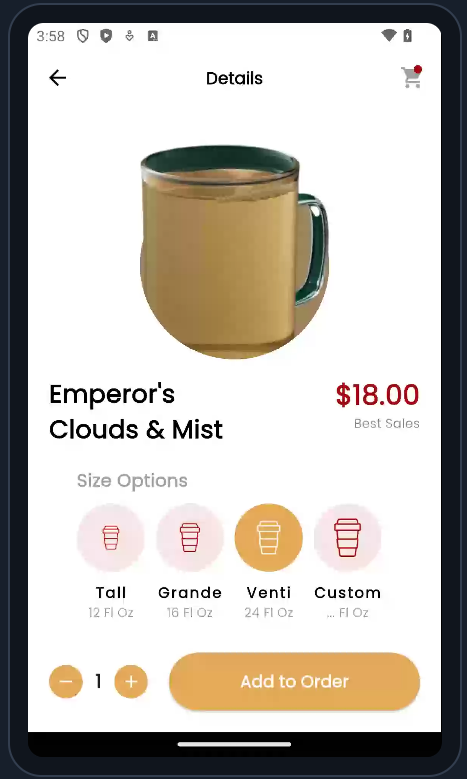 3:58
Details
Emperor's
Clouds & Mist
$18.00
Best Sales
Size Options
Tall
Grande
Venti
Custom
12 Fl Oz
16 Fl Oz
24 Fl Oz
... Fl Oz
1
Add to Order